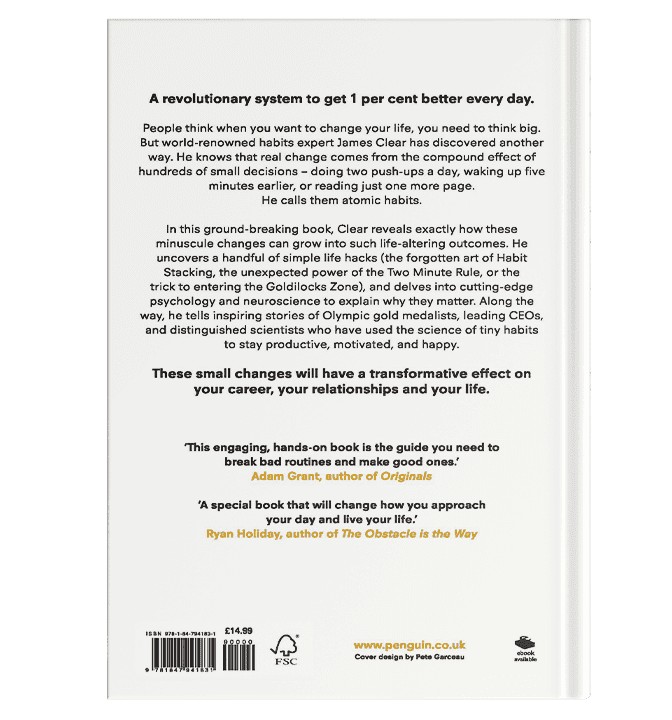 A revolutionary system to get 1 per cent better every day.
People think when you want to change your life, you need to think big.
But world-renowned habits expert James Clear has discovered another
way. He knows that real change comes from the compound effect of
hundreds of small decisions – doing two push-ups a day, waking up five
minutes earlier, or reading just one more page.
He calls them atomic habits.
In this ground-breaking book, Clear reveals exactly how these
minuscule changes can grow into such life-altering outcomes. He
uncovers a handful of simple life hacks (the forgotten art of Habit
Stacking, the unexpected power of the Two Minute Rule, or the
trick to entering the Goldilocks Zone), and delves into cutting-edge
psychology and neuroscience to explain why they matter. Along the
way, he tells inspiring stories of Olympic gold medalists, leading CEOs,
and distinguished scientists who have used the science of tiny habits
to stay productive, motivated, and happy.
These small changes will have a transformative effect on
your career, your relationships and your life.
‘This engaging, hands-on book is the guide you need to
break bad routines and make good ones.’
Adam Grant, author of Originals
‘A special book that will change how you approach
your day and live your life.’
Ryan Holiday, author of The Obstacle is the Way
ISBN 978-1-84-794183-1
£14.99
90000
9 781847 941831
FSC
®
www.penguin.co.uk
Cover design by Pete Garceau
ebook
available